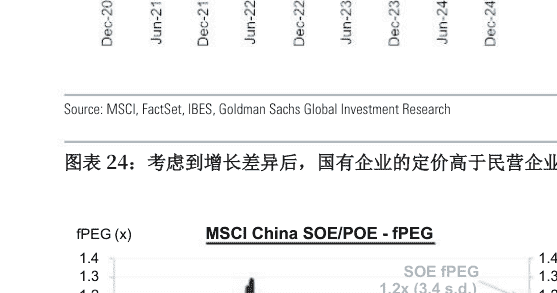 Dec-20 Jun-21 Dec-21 Jun-22 Dec-22 Jun-23 Dec-23 Jun-24 Dec-24
Source: MSCI, FactSet, IBES, Goldman Sachs Global Investment Research
图表 24：考虑到增长差异后，国有企业的定价高于民营企业
fPEG (x)
MSCI China SOE/POE - fPEG
1.4 1.4
SOE fPEG
1.3 1.3
1.2x (3.4 s.d.)